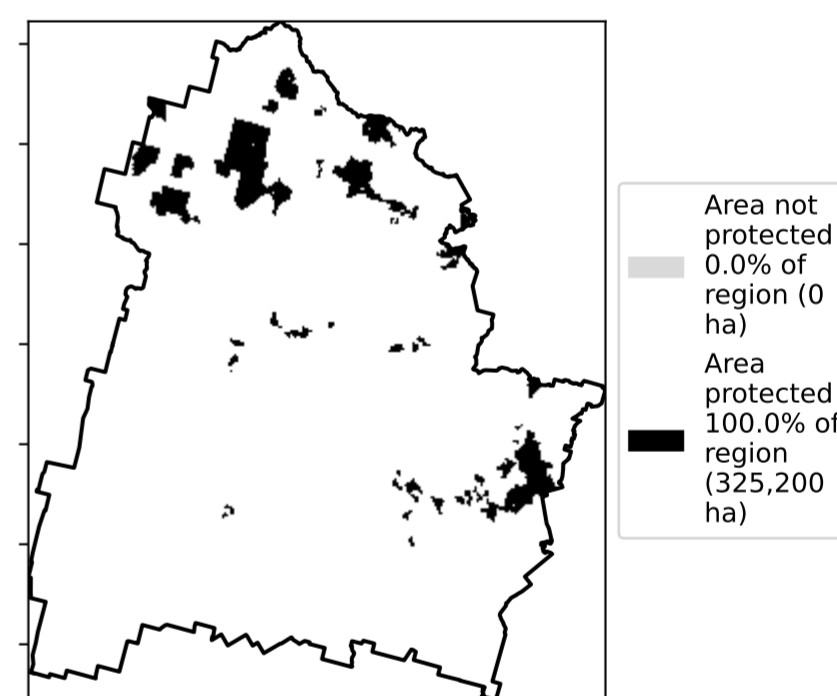 Area not
protected
0.0% of
region (0
ha)
Area
protected
100.0% of
region
(325,200
ha)